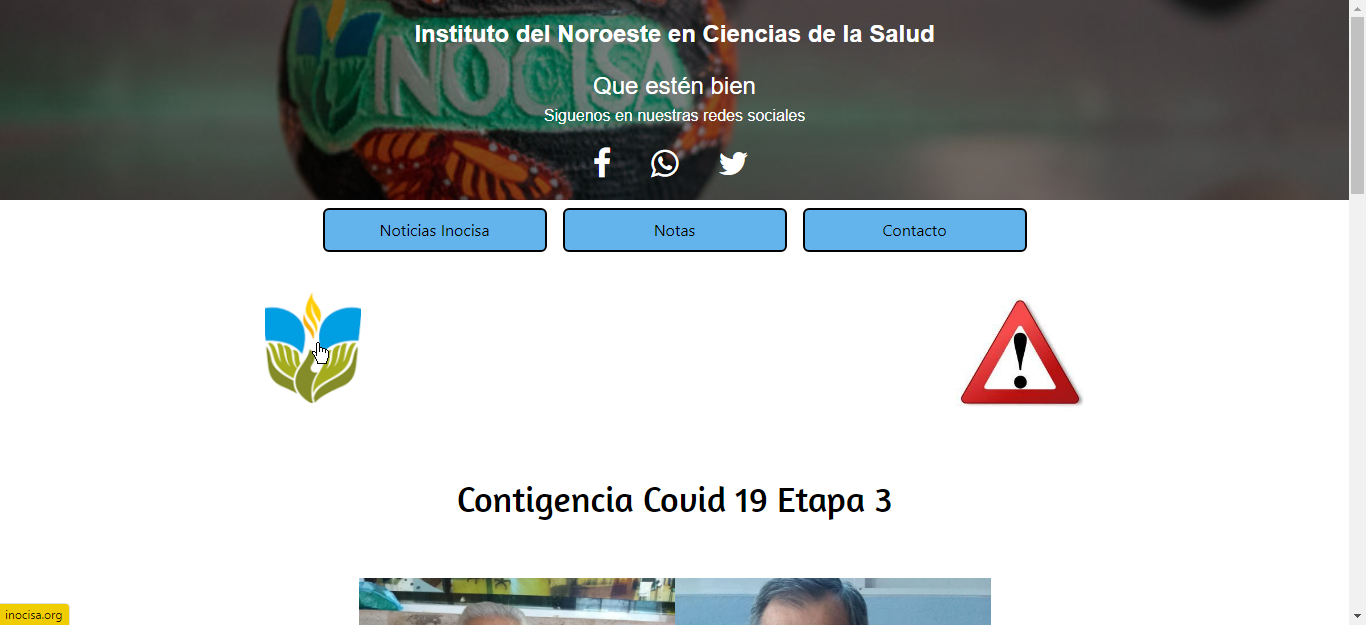 INOCISA
Instituto del Noroeste en Ciencias de la Salud
Que estén bien
Siguenos en nuestras redes sociales
Noticias Inocisa
Notas
Contacto
Contigencia Covid 19 Etapa 3
inocisa.org